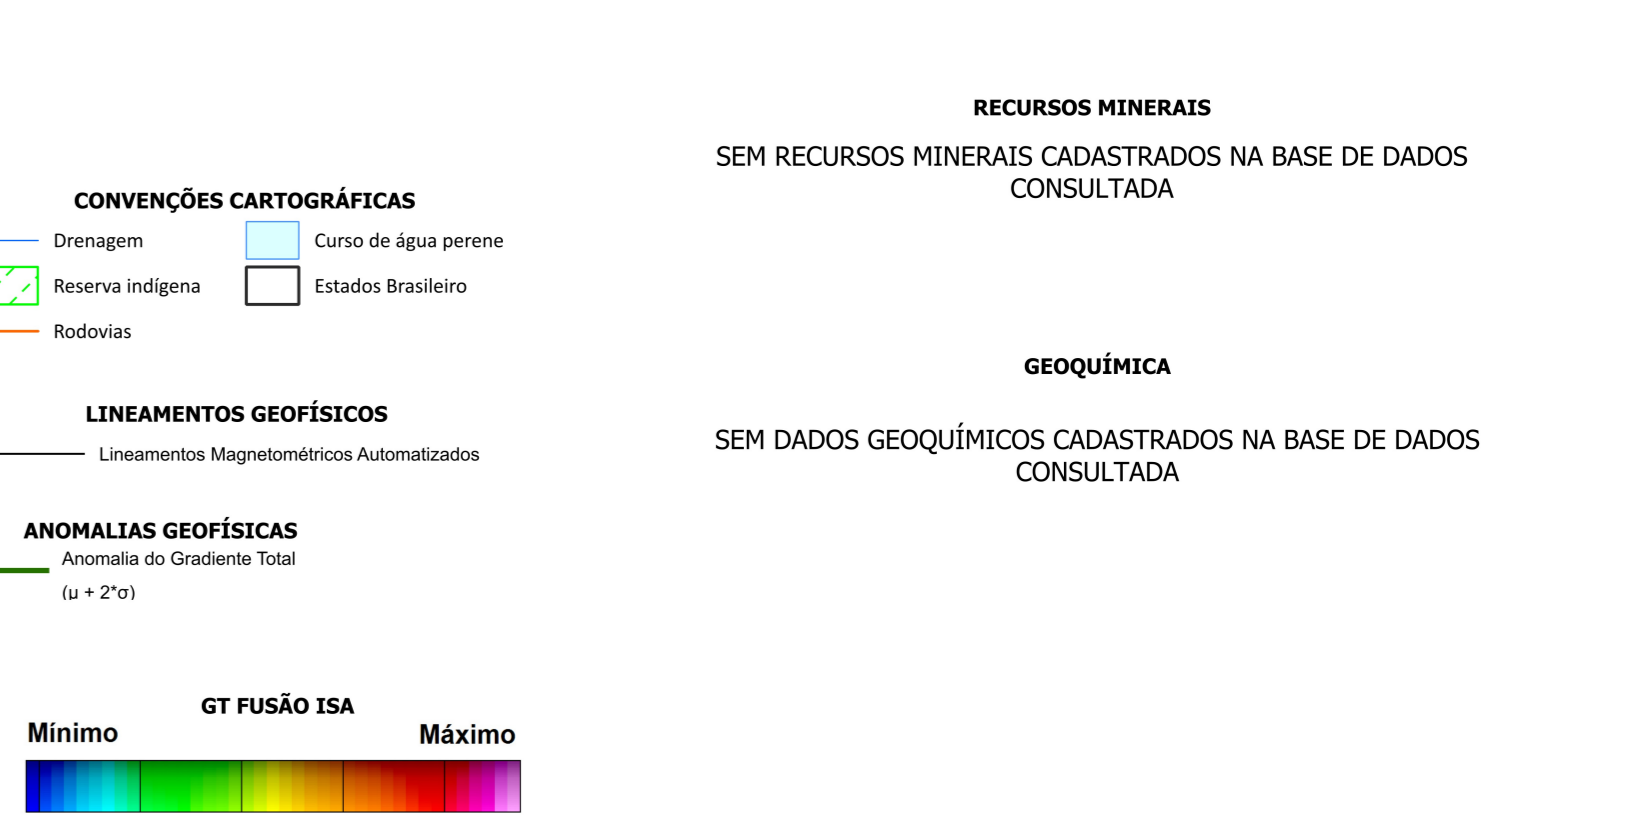 RECURSOS MINERAIS
SEM RECURSOS MINERAIS CADASTRADOS NA BASE DE DADOS
CONSULTADA
CONVENÇÕES CARTOGRÁFICAS
Drenagem
Curso de água perene
Reserva indígena
Estados Brasileiro
Rodovias
GEOQUÍMICA
SEM DADOS GEOQUÍMICOS CADASTRADOS NA BASE DE DADOS
CONSULTADA
LINEAMENTOS GEOFÍSICOS
Lineamentos Magnetométricos Automatizados
ANOMALIAS GEOFÍSICAS
Anomalia do Gradiente Total
(µ + 2*σ)
GT FUSÃO ISA
Mínimo
Máximo